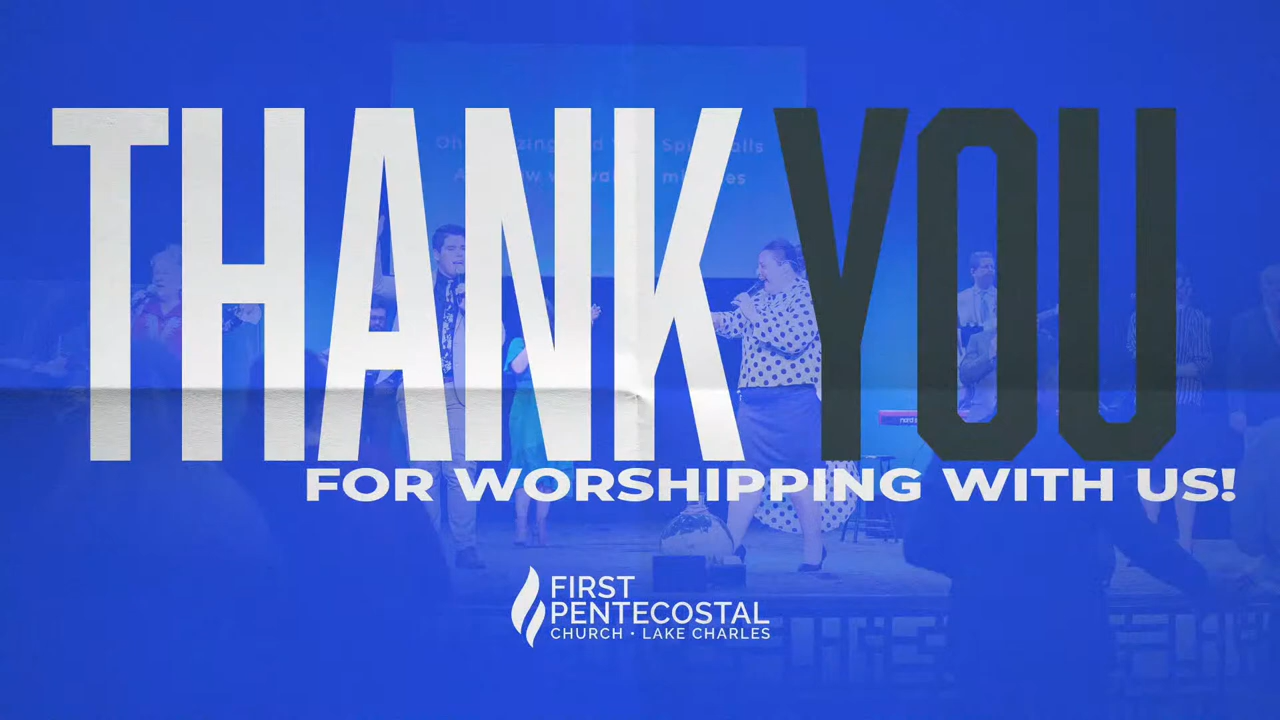 THANK YOU
FOR WORSHIPPING WITH US!
FIRST
PENTECOSTAL
CHURCH • LAKE CHARLES